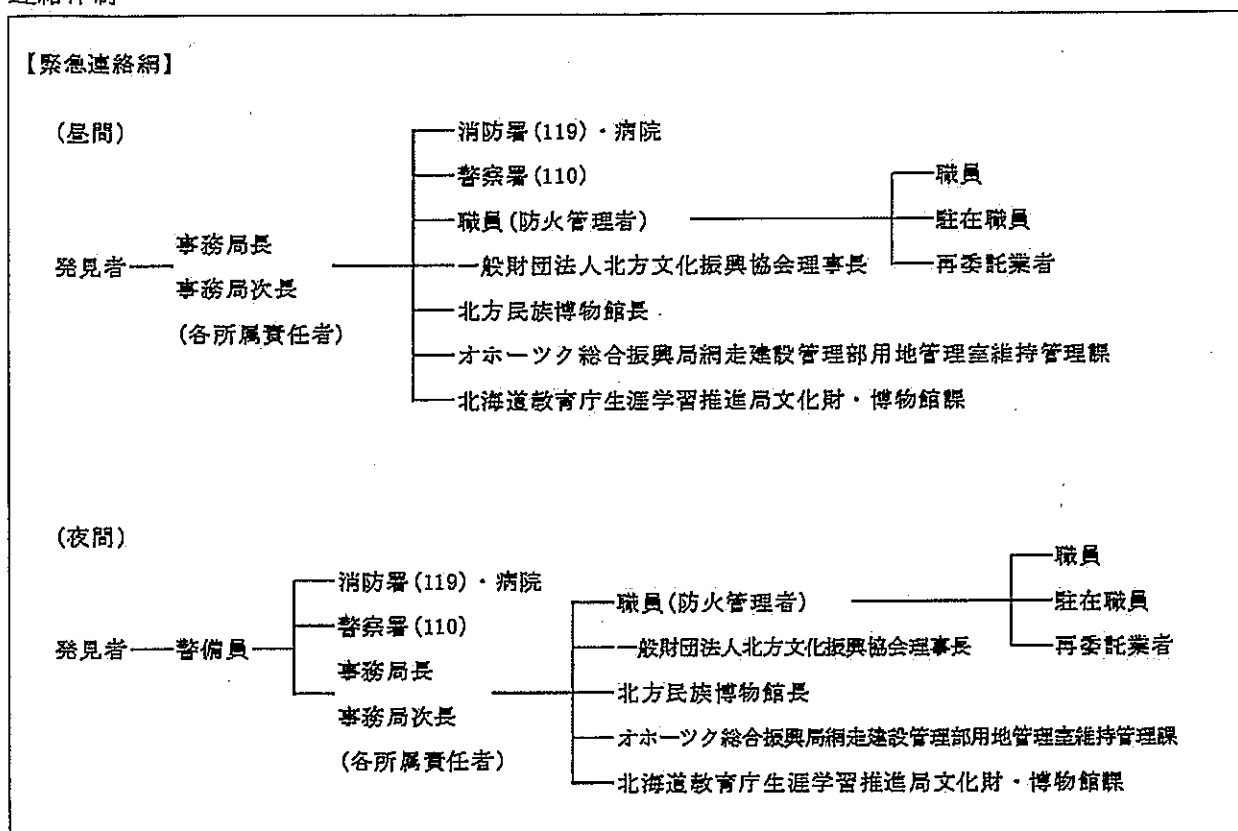 【緊急連絡網】
(昼間)
消防署(119)・病院
警察署(110)
職員
職員(防火管理者)
駐在職員
事務局長
発見者
一般財団法人北方文化振興協会理事長
再委託業者
事務局次長
北方民族博物館長
(各所属責任者)
オホーツク総合振興局網走建設管理部用地管理室維持管理課
北海道教育庁生涯学習推進局文化財・博物館課
(夜間)
職員
消防署(119)・病院
職員(防火管理者)
駐在職員
警察署(110)
発見者
警備員
一般財団法人北方文化振興協会理事長
再委託業者
事務局長
北方民族博物館長
事務局次長
オホーツク総合振興局網走建設管理部用地管理室維持管理課
(各所属責任者)
北海道教育庁生涯学習推進局文化財・博物館課